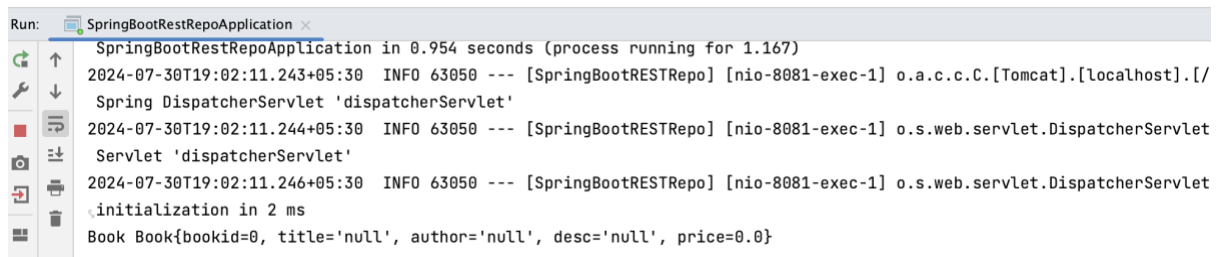 Run: SpringBootRestRepoApplication
SpringBootRestRepoApplication in 0.954 seconds (process running for 1.167)
2024-07-30T19:02:11.243+05:30  INFO 63050 --- [SpringBootRESTRepo] [nio-8081-exec-1] o.a.c.c.C.[Tomcat].[localhost].[/
Spring DispatcherServlet 'dispatcherServlet'
2024-07-30T19:02:11.244+05:30  INFO 63050 --- [SpringBootRESTRepo] [nio-8081-exec-1] o.s.web.servlet.DispatcherServlet
Servlet 'dispatcherServlet'
2024-07-30T19:02:11.246+05:30  INFO 63050 --- [SpringBootRESTRepo] [nio-8081-exec-1] o.s.web.servlet.DispatcherServlet
initialization in 2 ms
Book Book{bookid=0, title='null', author='null', desc='null', price=0.0}